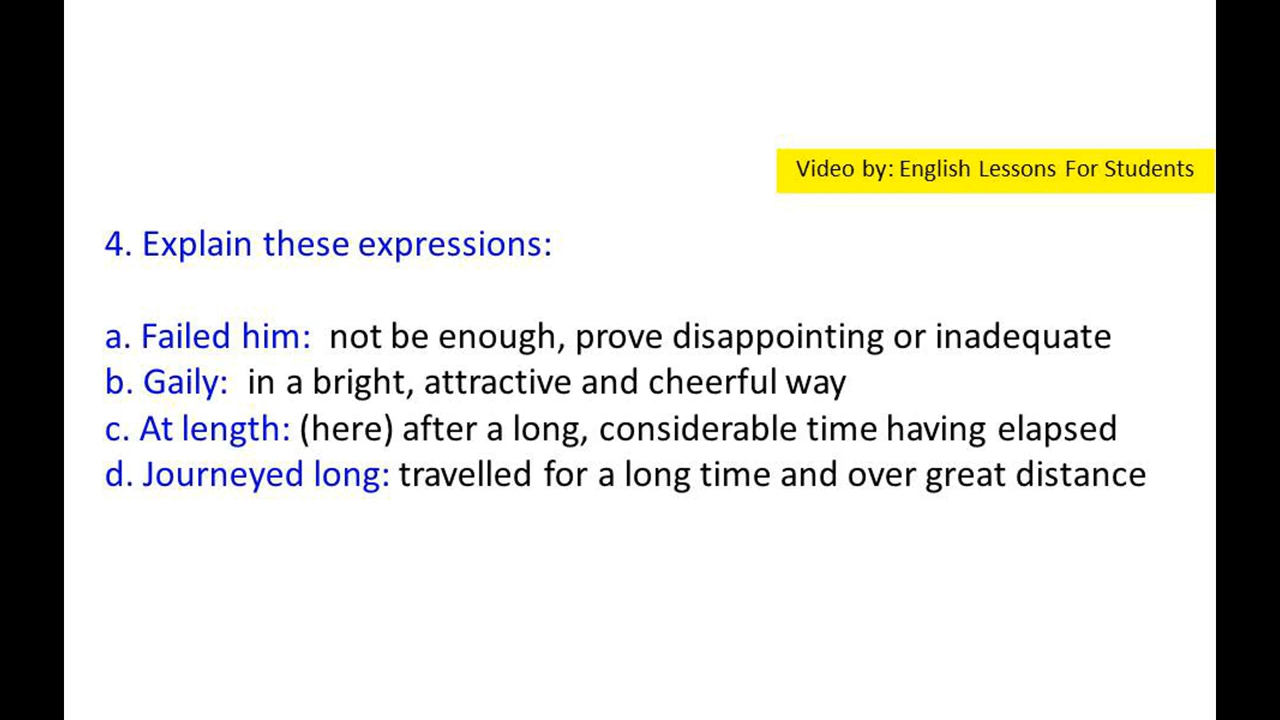 Video by: English Lessons For Students
4. Explain these expressions:
a. Failed him: not be enough, prove disappointing or inadequate
b. Gaily: in a bright, attractive and cheerful way
c. At length: (here) after a long, considerable time having elapsed
d. Journeyed long: travelled for a long time and over great distance